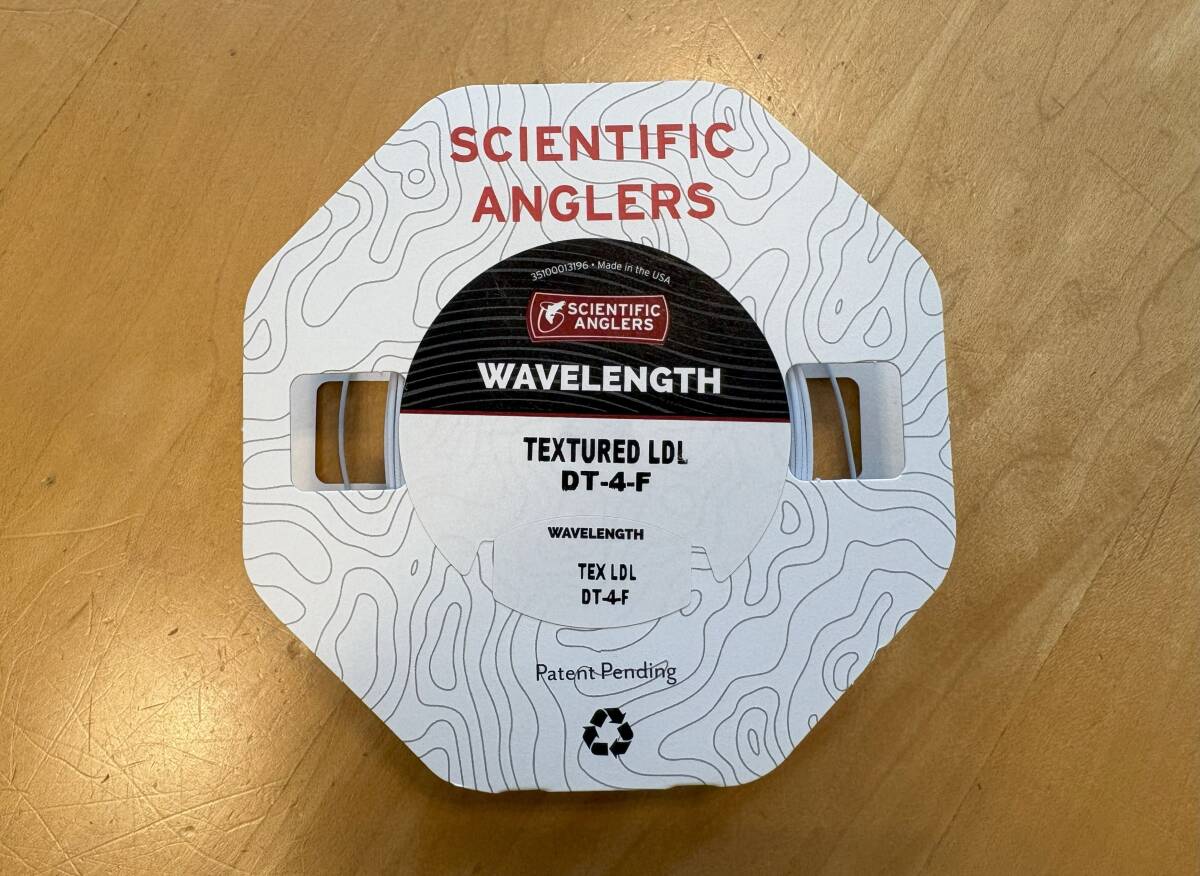 SCIENTIFIC
ANGLERS
35100013196 • Made in the USA
SCIENTIFIC
ANGLERS
WAVELENGTH
TEXTURED LDL
DT-4-F
WAVELENGTH
TEX LDL
DT-4-F
Patent Pending